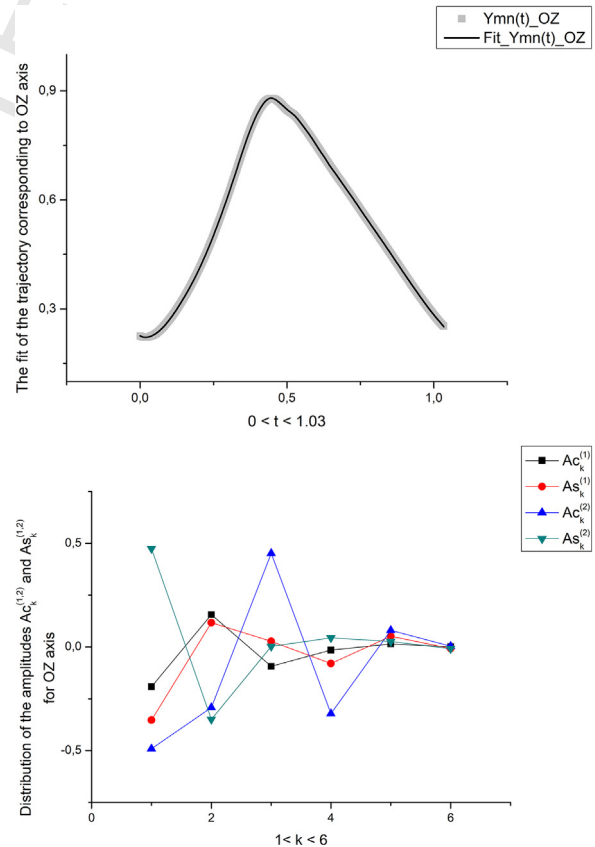 Ymn(t)_OZ
Fit_Ymn(t)_OZ
The fit of the trajectory corresponding to OZ axis
0,9
0,6
0,3
0,0
0,5
1,0
0 < t < 1.03
Ac_k^(1)
As_k^(1)
Ac_k^(2)
As_k^(2)
Distribution of the amplitudes Ac_k^(1,2) and As_k^(1,2)
for OZ axis
0,5
0,0
-0,5
0
2
4
6
1< k < 6